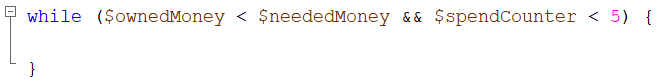 while ($ownedMoney < $neededMoney && $spendCounter < 5) {
}